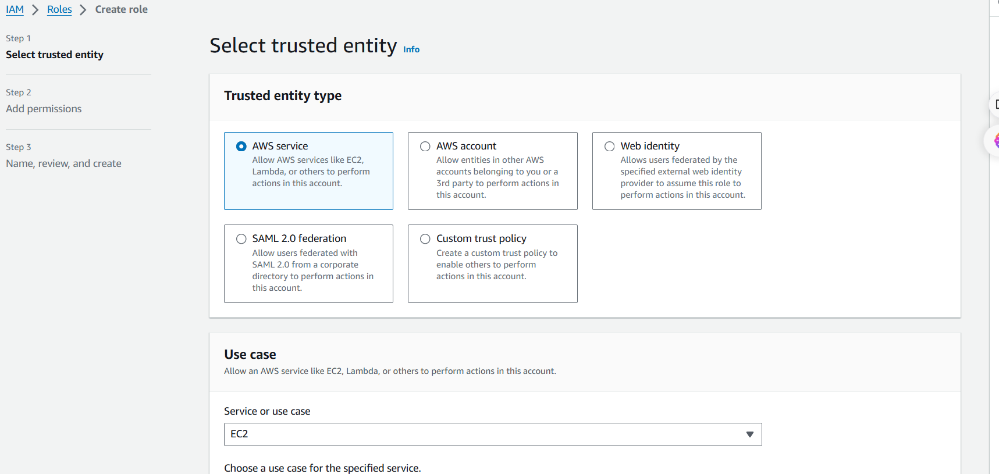 IAM > Roles > Create role
Step 1
Select trusted entity
Step 2
Add permissions
Step 3
Name, review, and create
Select trusted entity Info
Trusted entity type
AWS service
Allow AWS services like EC2,
Lambda, or others to perform
actions in this account.
AWS account
Allow entities in other AWS
accounts belonging to you or a
3rd party to perform actions in
this account.
Web identity
Allows users federated by the
specified external web identity
provider to assume this role to
perform actions in this account.
SAML 2.0 federation
Allow users federated with
SAML 2.0 from a corporate
directory to perform actions in
this account.
Custom trust policy
Create a custom trust policy to
enable others to perform
actions in this account.
Use case
Allow an AWS service like EC2, Lambda, or others to perform actions in this account.
Service or use case
EC2
Choose a use case for the specified service.